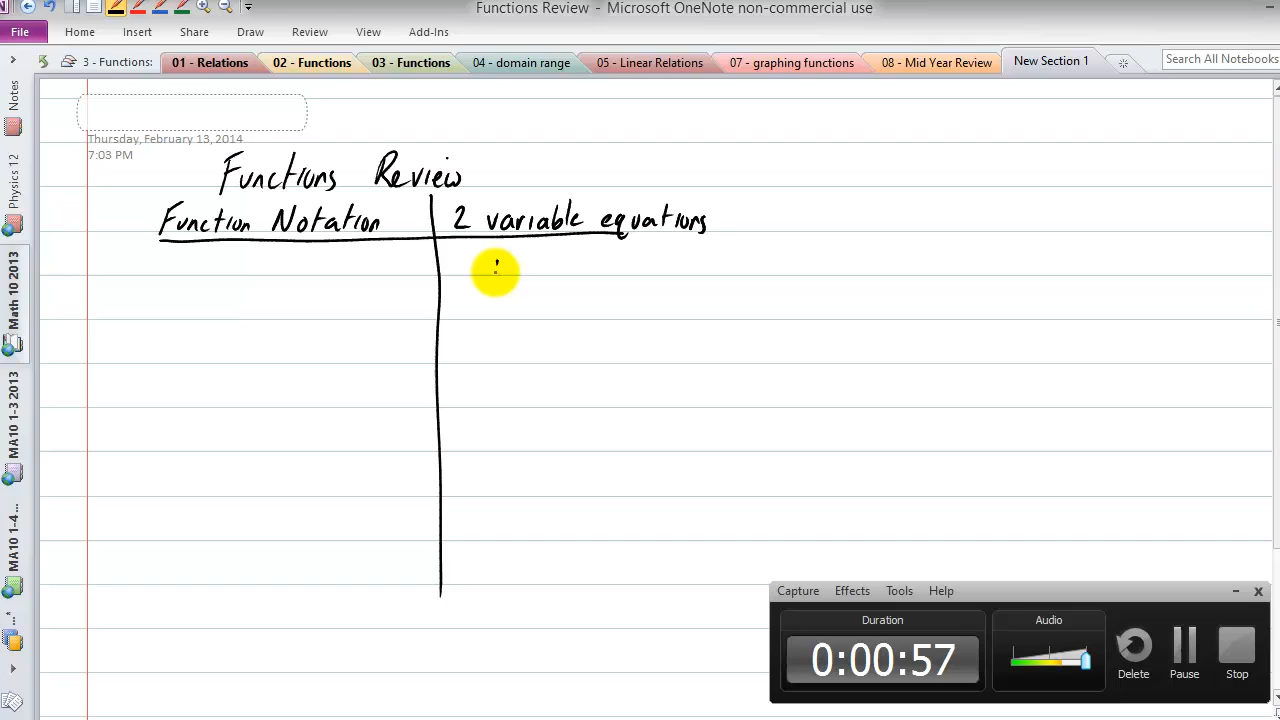 Functions Review - Microsoft OneNote non-commercial use
File Home Insert Share Draw Review View Add-Ins
3 - Functions: 01 - Relations 02 - Functions 03 - Functions 04 - domain range 05 - Linear Relations 07 - graphing functions 08 - Mid Year Review New Section 1 Search All Notebooks
Notes
Physics 12
Math 10 2013
MA10 1-3 2013
MA10 1-4...
Thursday, February 13, 2014
7:03 PM
Functions Review
Function Notation 2 variable equations
Capture Effects Tools Help
Duration Audio
0:00:57
Delete Pause Stop